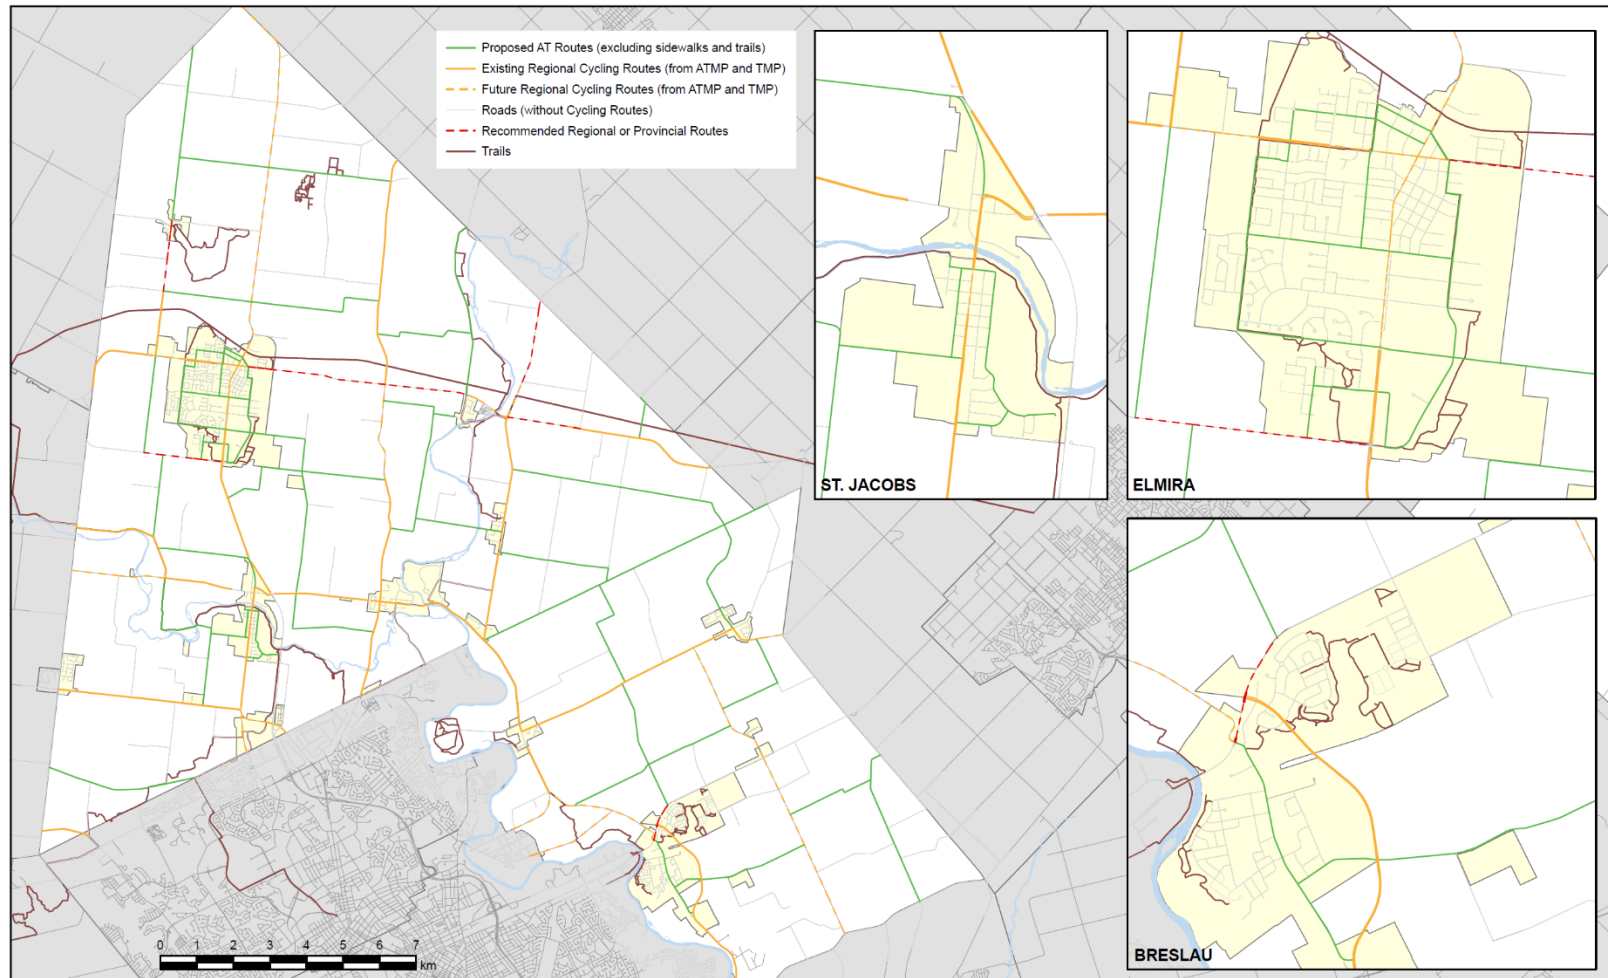 Proposed AT Routes (excluding sidewalks and trails)
Existing Regional Cycling Routes (from ATMP and TMP)
Future Regional Cycling Routes (from ATMP and TMP)
Roads (without Cycling Routes)
Recommended Regional or Provincial Routes
Trails
ST. JACOBS
ELMIRA
BRESLAU
0 1 2 3 4 5 6 7
km